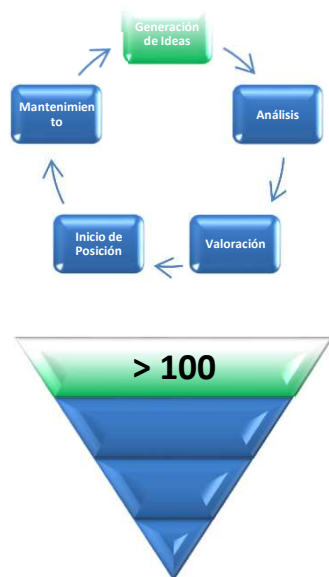 Generación
de Ideas
Análisis
Valoración
Inicio de
Posición
Mantenimien
to
> 100